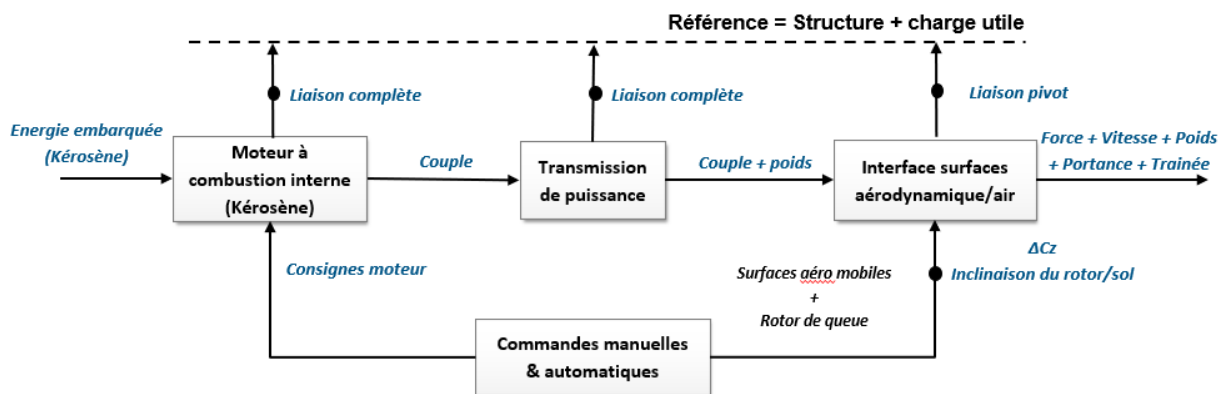 Référence = Structure + charge utile
Liaison complète
Liaison complète
Liaison pivot
Energie embarquée
(Kérosène)
Moteur à
combustion interne
(Kérosène)
Couple
Transmission
de puissance
Couple + poids
Interface surfaces
aérodynamique/air
Force + Vitesse + Poids
+ Portance + Trainée
Consignes moteur
Surfaces aéro mobiles
+
Rotor de queue
ΔCz
Inclinaison du rotor/sol
Commandes manuelles
& automatiques